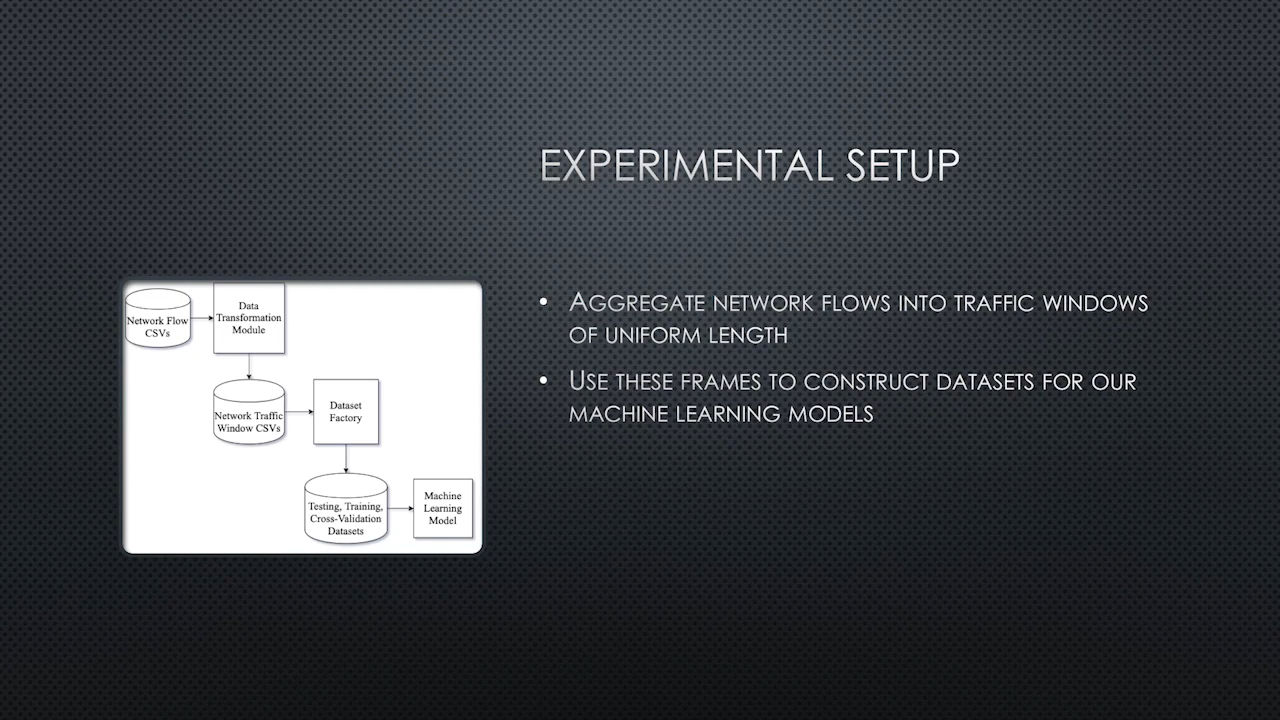 EXPERIMENTAL SETUP
Network Flow
CSVs
Data
Transformation
Module
Network Traffic
Window CSVs
Dataset
Factory
Testing, Training,
Cross-Validation
Datasets
Machine
Learning
Model
• AGGREGATE NETWORK FLOWS INTO TRAFFIC WINDOWS
OF UNIFORM LENGTH
• USE THESE FRAMES TO CONSTRUCT DATASETS FOR OUR
MACHINE LEARNING MODELS